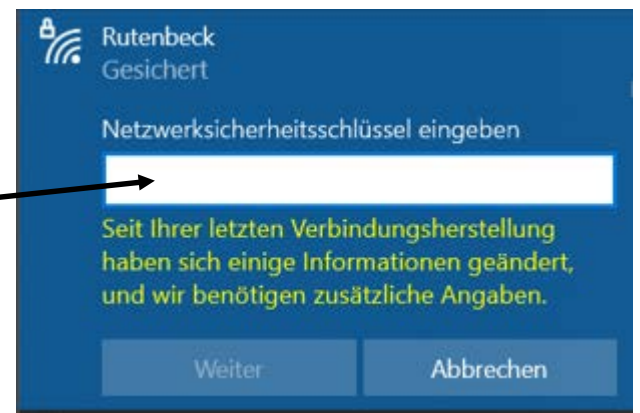 Rutenbeck
Gesichert
Netzwerksicherheitsschlüssel eingeben
Seit Ihrer letzten Verbindungsherstellung
haben sich einige Informationen geändert,
und wir benötigen zusätzliche Angaben.
Weiter
Abbrechen